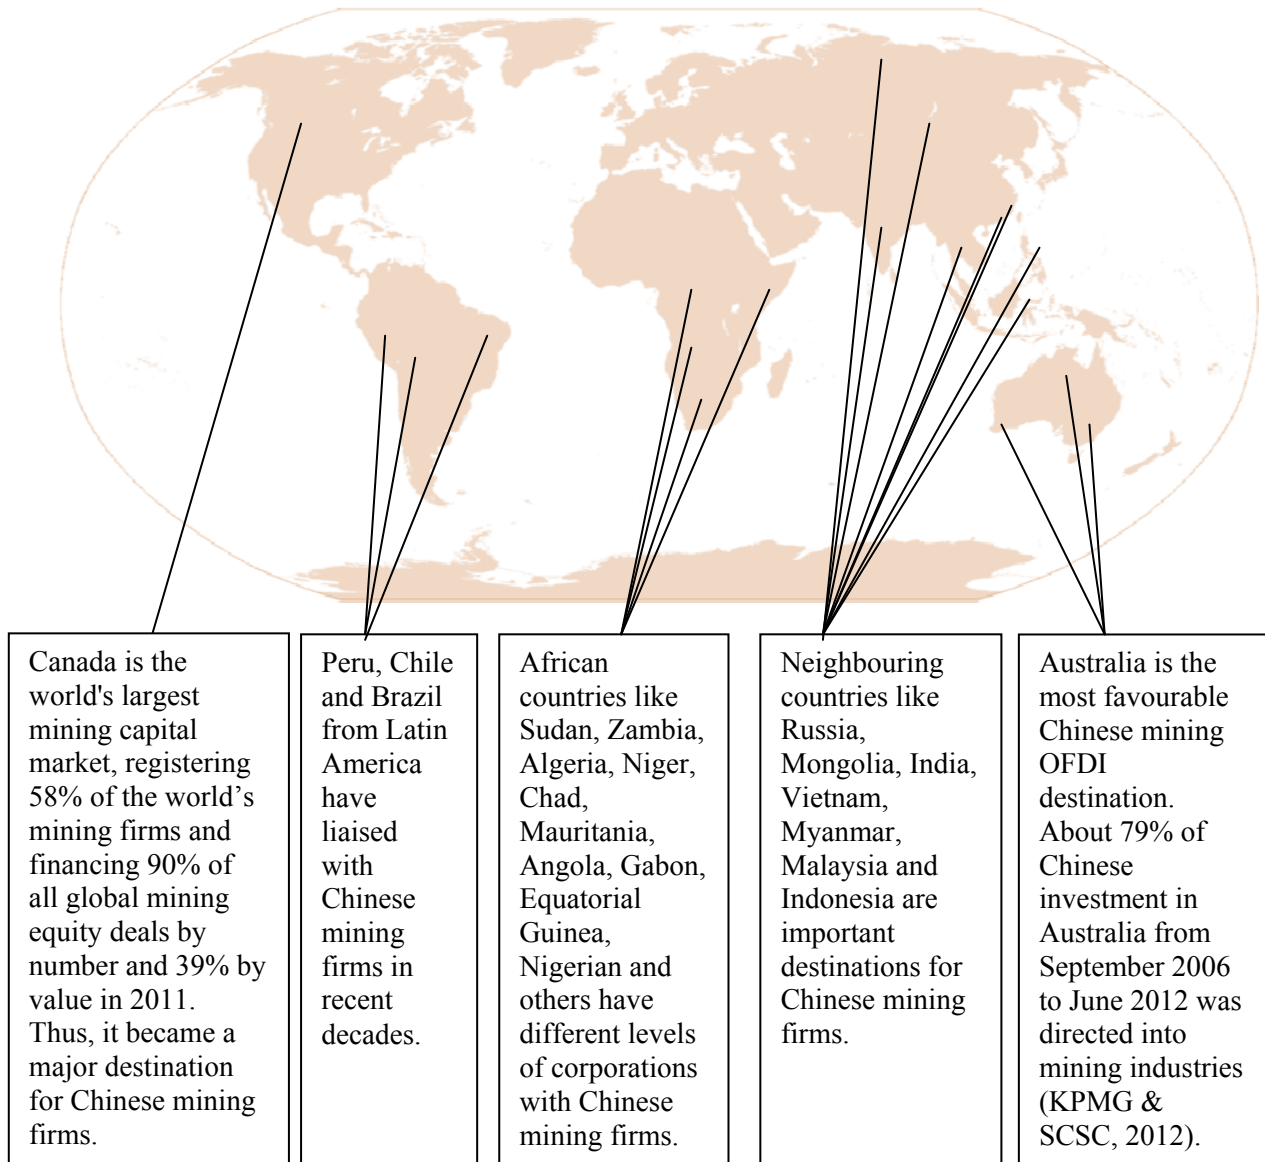 Canada is the
world's largest
mining capital
market, registering
58% of the world’s
mining firms and
financing 90% of
all global mining
equity deals by
number and 39% by
value in 2011.
Thus, it became a
major destination
for Chinese mining
firms.
Peru, Chile
and Brazil
from Latin
America
have
liaised
with
Chinese
mining
firms in
recent
decades.
African
countries like
Sudan, Zambia,
Algeria, Niger,
Chad,
Mauritania,
Angola, Gabon,
Equatorial
Guinea,
Nigerian and
others have
different levels
of corporations
with Chinese
mining firms.
Neighbouring
countries like
Russia,
Mongolia, India,
Vietnam,
Myanmar,
Malaysia and
Indonesia are
important
destinations for
Chinese mining
firms.
Australia is the
most favourable
Chinese mining
OFDI
destination.
About 79% of
Chinese
investment in
Australia from
September 2006
to June 2012 was
directed into
mining industries
(KPMG &
SCSC, 2012).